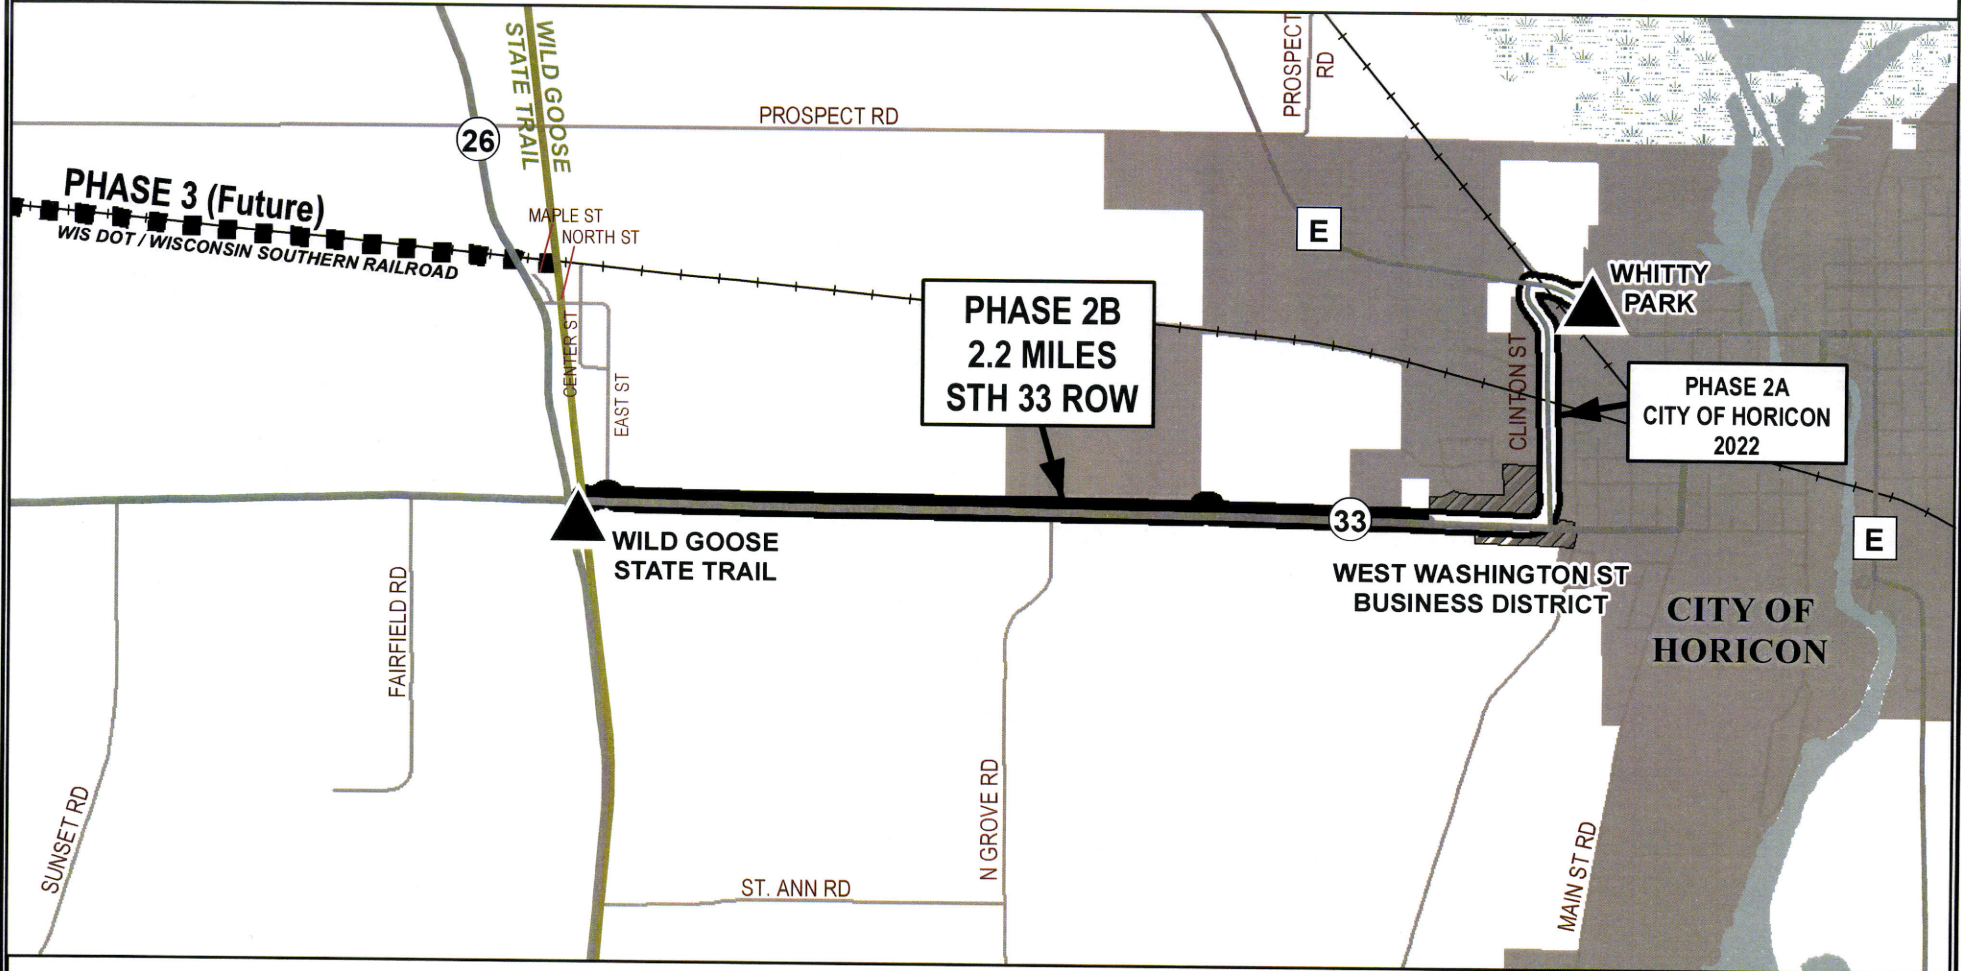 WILD GOOSE
STATE TRAIL
PROSPECT
RD
PROSPECT RD
26
PHASE 3 (Future)
WIS DOT / WISCONSIN SOUTHERN RAILROAD
MAPLE ST
NORTH ST
E
WHITTY
PARK
PHASE 2B
2.2 MILES
STH 33 ROW
CENTER ST
EAST ST
CLINTON ST
PHASE 2A
CITY OF HORICON
2022
33
E
WILD GOOSE
STATE TRAIL
WEST WASHINGTON ST
BUSINESS DISTRICT
CITY OF
HORICON
FAIRFIELD RD
SUNSET RD
N GROVE RD
ST. ANN RD
MAIN ST RD